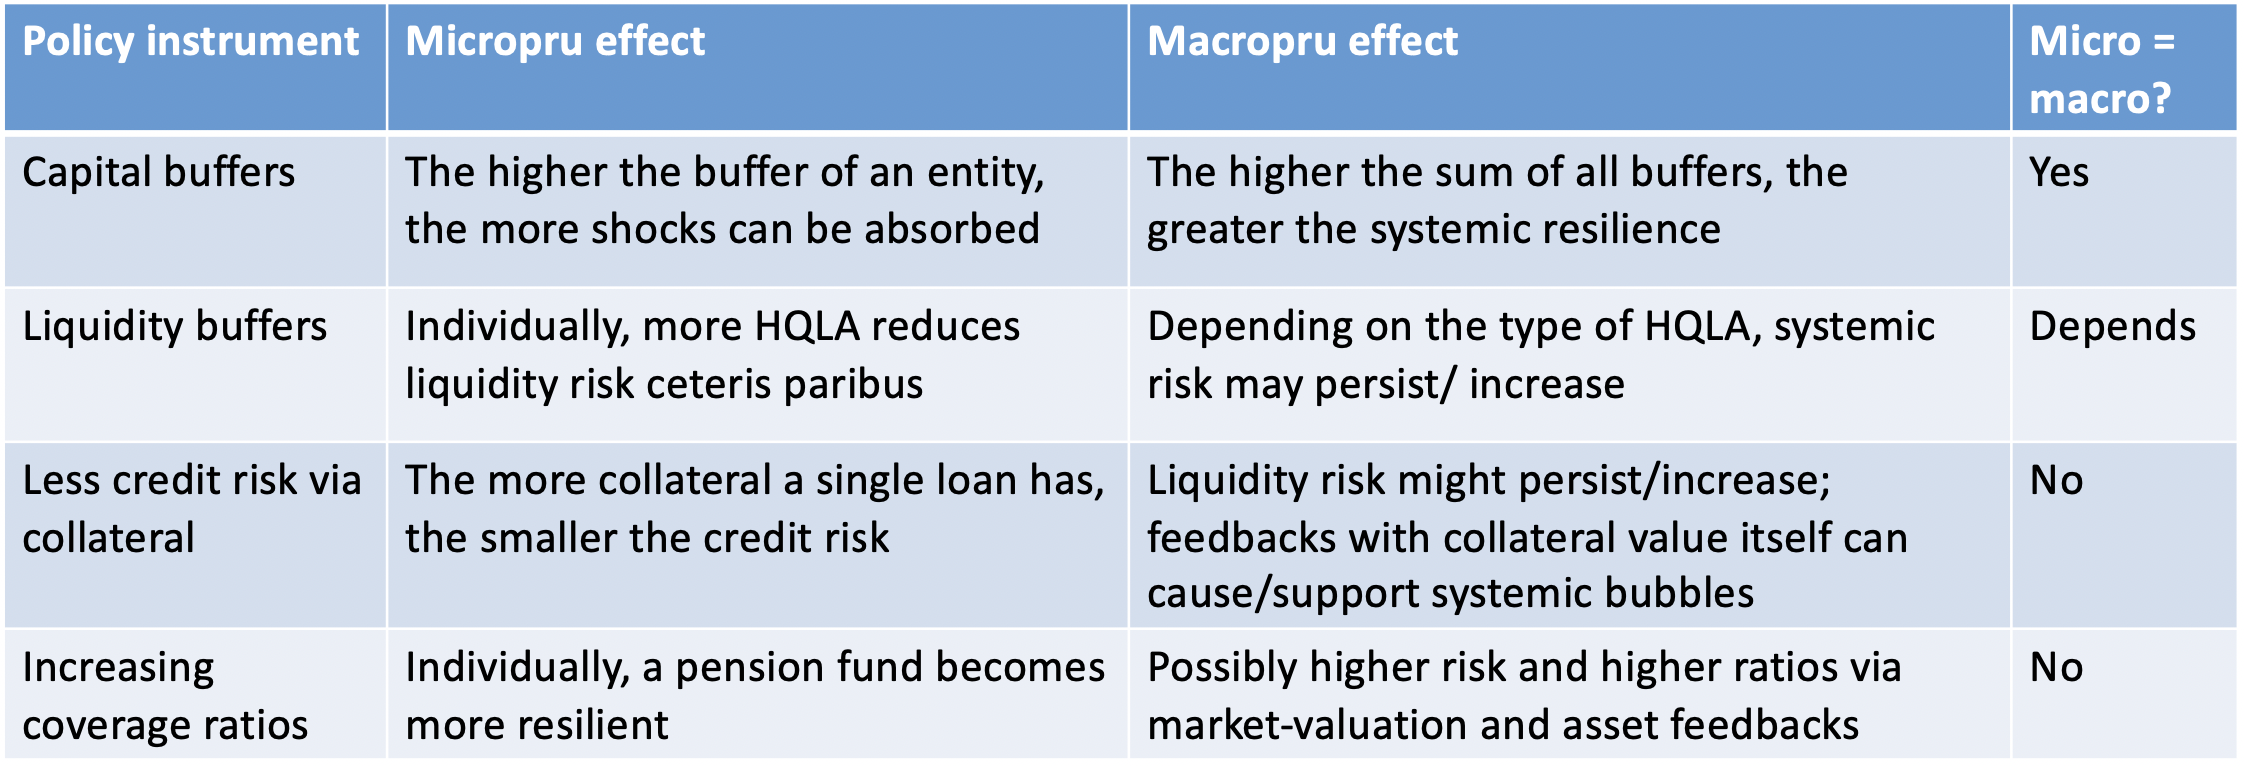 Policy instrument
Micropru effect
Macropru effect
Micro =
macro?
Capital buffers
The higher the buffer of an entity,
the more shocks can be absorbed
The higher the sum of all buffers, the
greater the systemic resilience
Yes
Liquidity buffers
Individually, more HQLA reduces
liquidity risk ceteris paribus
Depending on the type of HQLA, systemic
risk may persist/ increase
Depends
Less credit risk via
collateral
The more collateral a single loan has,
the smaller the credit risk
Liquidity risk might persist/increase;
feedbacks with collateral value itself can
cause/support systemic bubbles
No
Increasing
coverage ratios
Individually, a pension fund becomes
more resilient
Possibly higher risk and higher ratios via
market-valuation and asset feedbacks
No